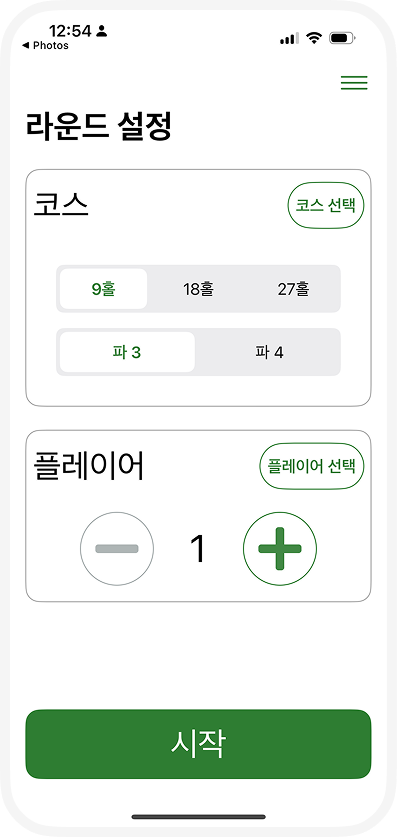 12:54
◀ Photos
라운드 설정
코스
코스 선택
9홀 18홀 27홀
파 3 파 4
플레이어
플레이어 선택
1
시작